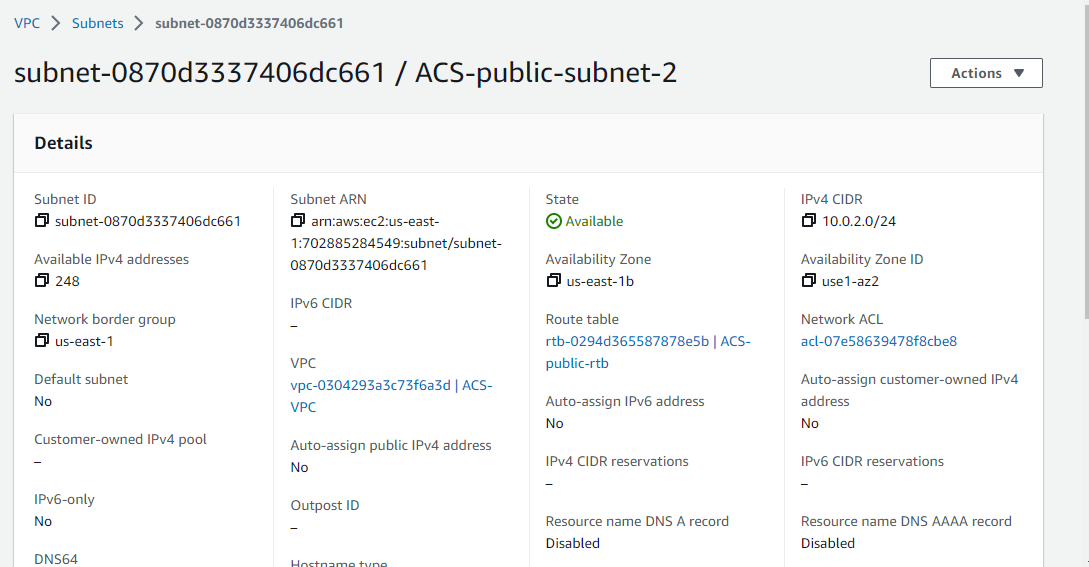 VPC > Subnets > subnet-0870d3337406dc661
subnet-0870d3337406dc661 / ACS-public-subnet-2
Actions
Details
Subnet ID
subnet-0870d3337406dc661
Available IPv4 addresses
248
Network border group
us-east-1
Default subnet
No
Customer-owned IPv4 pool
–
IPv6-only
No
DNS64
Subnet ARN
arn:aws:ec2:us-east-
1:702885284549:subnet/subnet-
0870d3337406dc661
IPv6 CIDR
–
VPC
vpc-0304293a3c73f6a3d | ACS-
VPC
Auto-assign public IPv4 address
No
Outpost ID
–
Hostname type
State
Available
Availability Zone
us-east-1b
Route table
rtb-0294d365587878e5b | ACS-
public-rtb
Auto-assign IPv6 address
No
IPv4 CIDR reservations
–
Resource name DNS A record
Disabled
IPv4 CIDR
10.0.2.0/24
Availability Zone ID
use1-az2
Network ACL
acl-07e58639478f8cbe8
Auto-assign customer-owned IPv4
address
No
IPv6 CIDR reservations
–
Resource name DNS AAAA record
Disabled